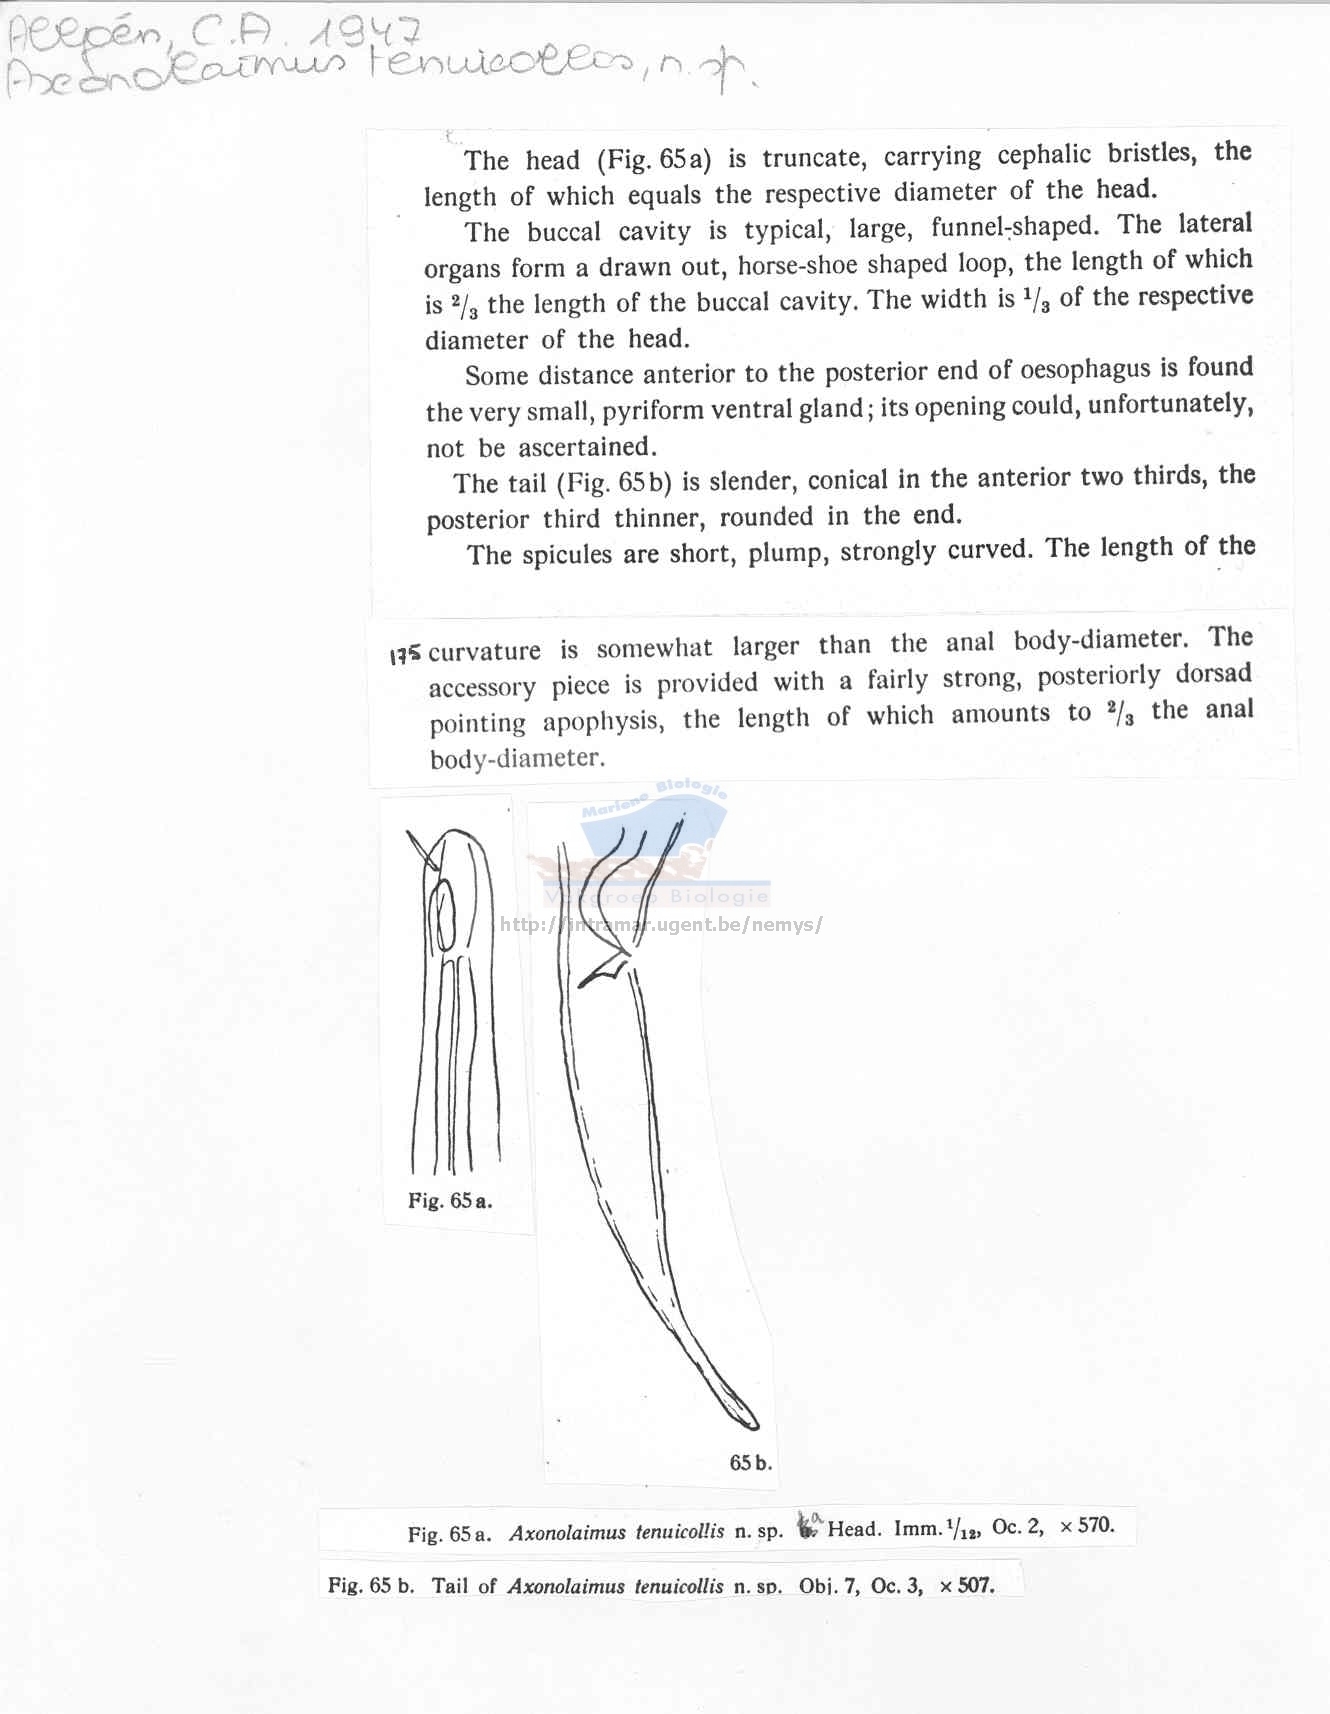 Allgén, C.A. 1947
Axonolaimus tenuicollis, n. sp.
The head (Fig. 65 a) is truncate, carrying cephalic bristles, the
length of which equals the respective diameter of the head.
The buccal cavity is typical, large, funnel-shaped. The lateral
organs form a drawn out, horse-shoe shaped loop, the length of which
is 2/3 the length of the buccal cavity. The width is 1/3 of the respective
diameter of the head.
Some distance anterior to the posterior end of oesophagus is found
the very small, pyriform ventral gland; its opening could, unfortunately,
not be ascertained.
The tail (Fig. 65 b) is slender, conical in the anterior two thirds, the
posterior third thinner, rounded in the end.
The spicules are short, plump, strongly curved. The length of the
175 curvature is somewhat larger than the anal body-diameter. The
accessory piece is provided with a fairly strong, posteriorly dorsad
pointing apophysis, the length of which amounts to 2/3 the anal
body-diameter.
Mariene Biologie
Vakgroep Biologie
http://intramar.ugent.be/nemys/
Fig. 65 a.
65 b.
Fig. 65 a. Axonolaimus tenuicollis n. sp. a Head. Imm. 1/12, Oc. 2, × 570.
Fig. 65 b. Tail of Axonolaimus tenuicollis n. sp. Obj. 7, Oc. 3, × 507.